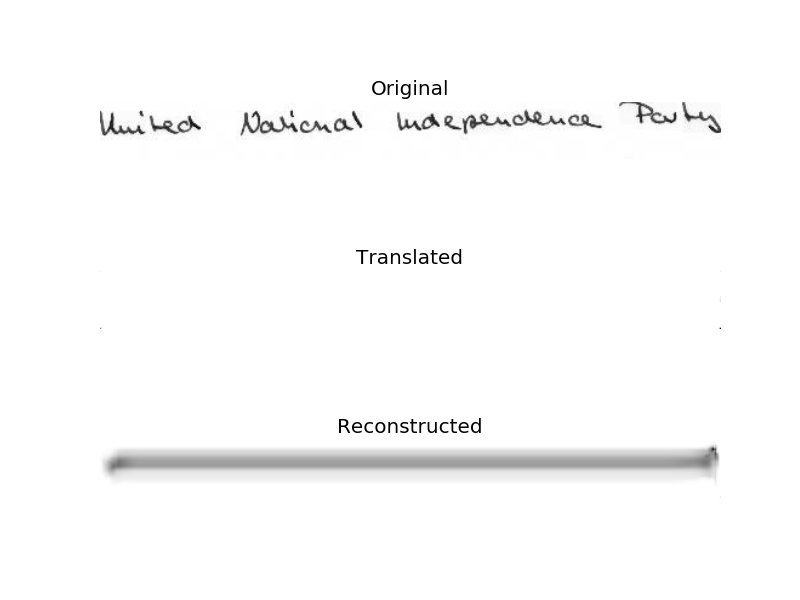 Original
United National Independence Party
Translated
Reconstructed